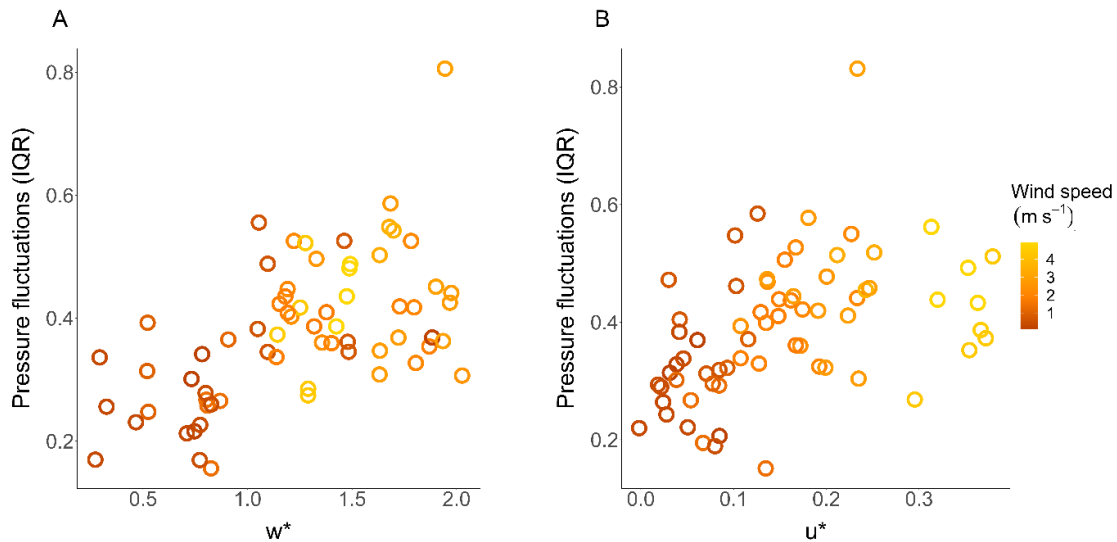 A
Pressure fluctuations (IQR)
0.8
0.6
0.4
0.2
0.5
1.0
1.5
2.0
w*
B
Pressure fluctuations (IQR)
0.8
0.6
0.4
0.2
0.0
0.1
0.2
0.3
u*
Wind speed
(m s⁻¹)
4
3
2
1